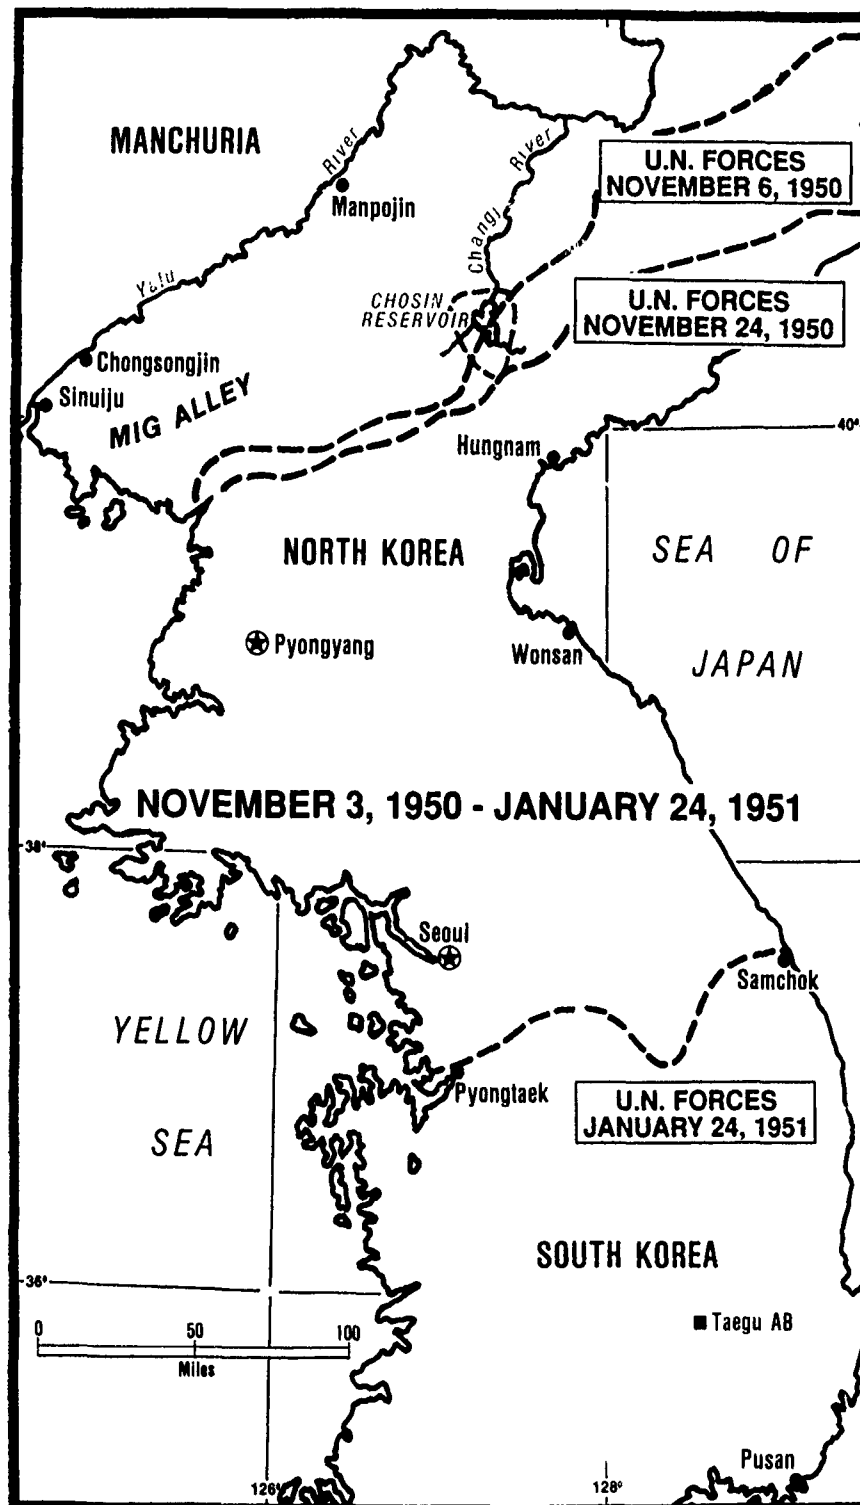 MANCHURIA
River
Manpojin
River
U.N. FORCES
NOVEMBER 6, 1950
Yalu
CHOSIN
RESERVOIR
U.N. FORCES
NOVEMBER 24, 1950
Chongsongjin
Sinuiju
MIG ALLEY
40°
Hungnam
NORTH KOREA
SEA OF
JAPAN
Pyongyang
Wonsan
NOVEMBER 3, 1950 - JANUARY 24, 1951
38°
Seoul
Samchok
YELLOW
SEA
Pyongtaek
U.N. FORCES
JANUARY 24, 1951
SOUTH KOREA
36°
0 50 100
Miles
Taegu AB
Pusan
126°
128°